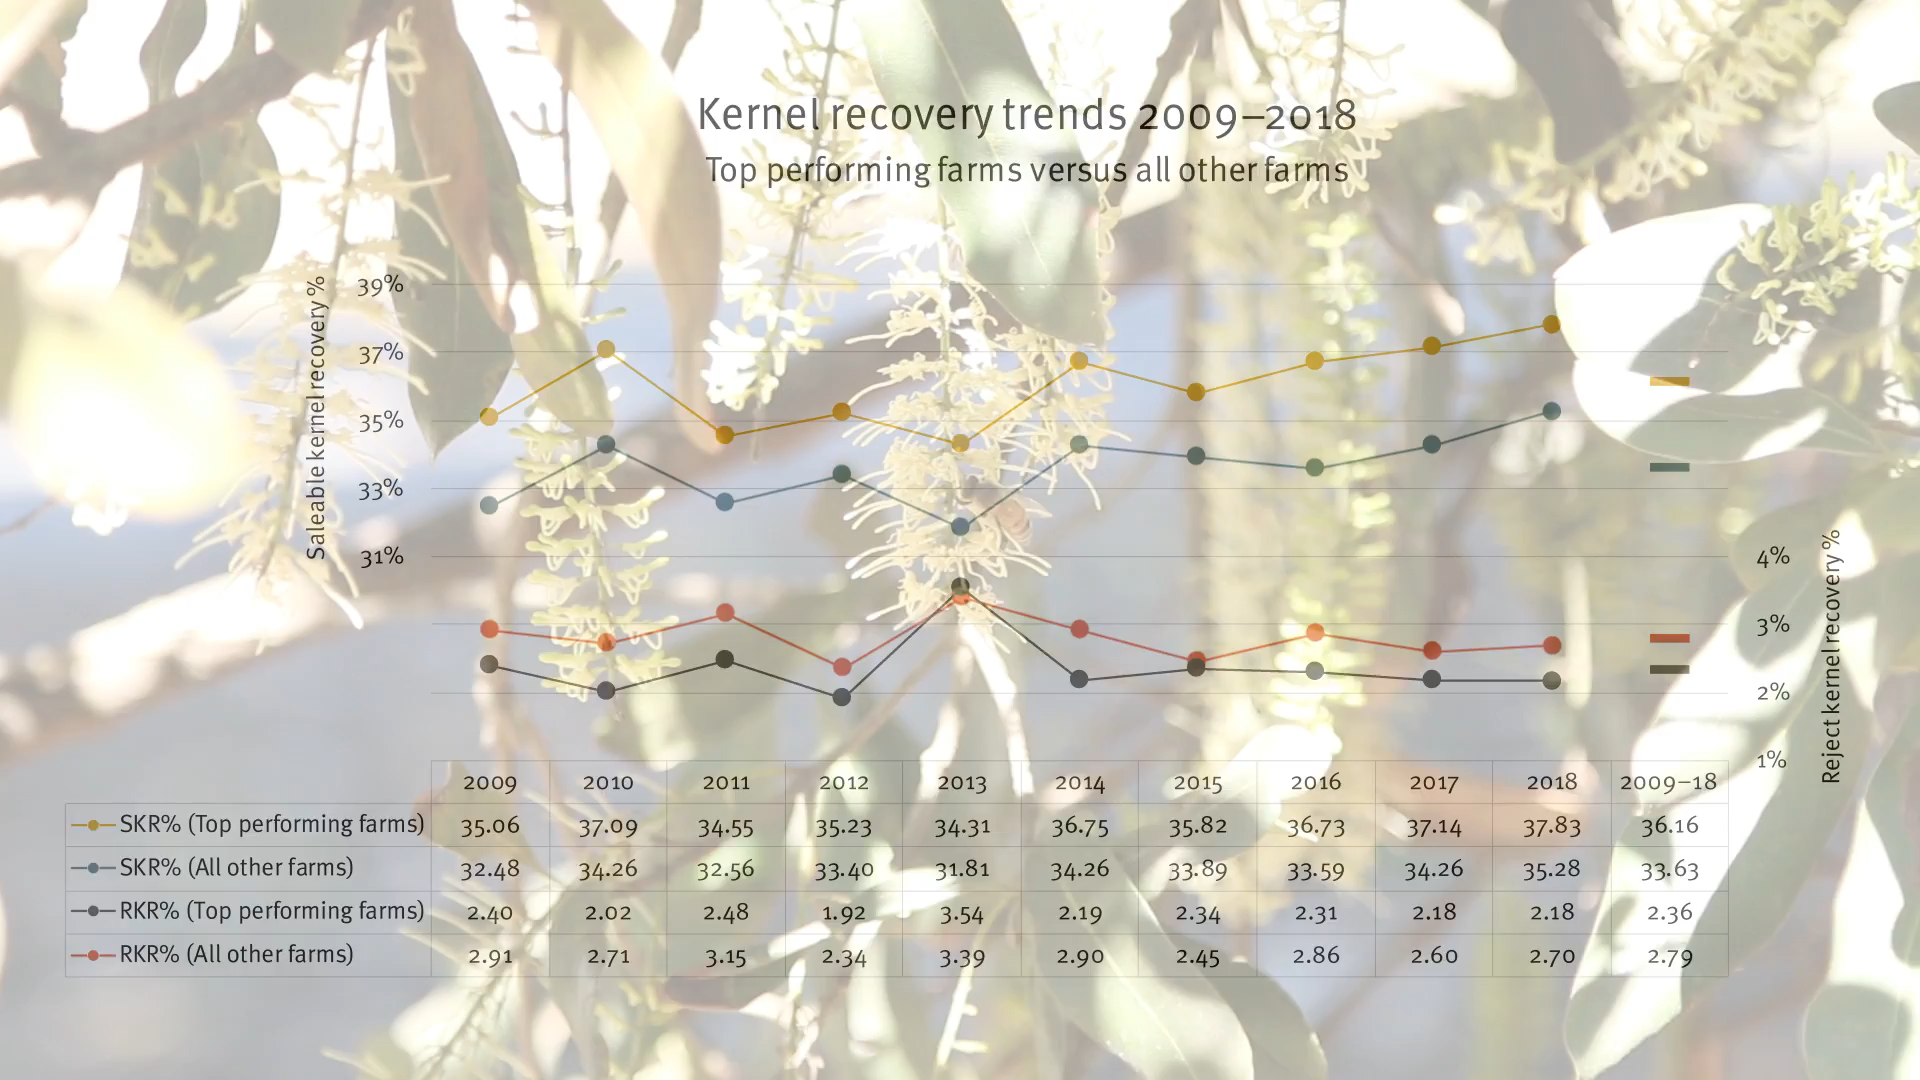 Kernel recovery trends 2009–2018
Top performing farms versus all other farms
Saleable kernel recovery %
39%
37%
35%
33%
31%
4%
3%
2%
1%
Reject kernel recovery %
2009 2010 2011 2012 2013 2014 2015 2016 2017 2018 2009–18
SKR% (Top performing farms) 35.06 37.09 34.55 35.23 34.31 36.75 35.82 36.73 37.14 37.83 36.16
SKR% (All other farms) 32.48 34.26 32.56 33.40 31.81 34.26 33.89 33.59 34.26 35.28 33.63
RKR% (Top performing farms) 2.40 2.02 2.48 1.92 3.54 2.19 2.34 2.31 2.18 2.18 2.36
RKR% (All other farms) 2.91 2.71 3.15 2.34 3.39 2.90 2.45 2.86 2.60 2.70 2.79